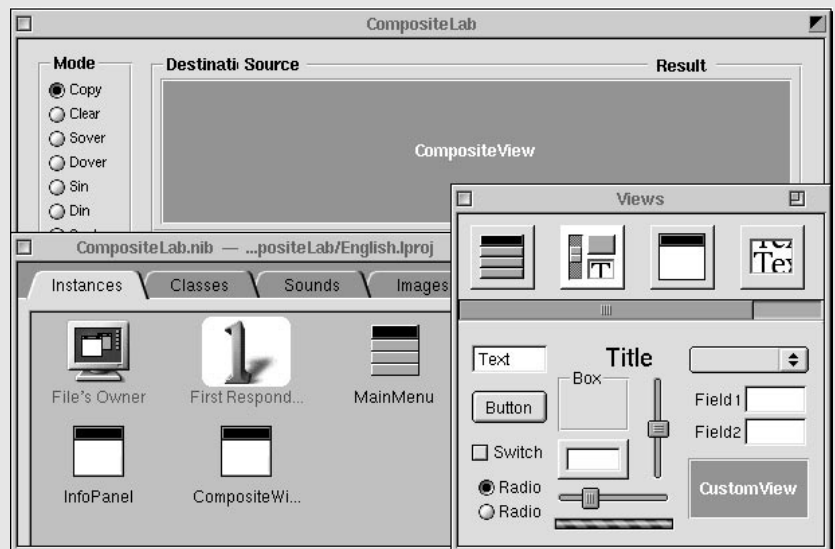 CompositeLab
Mode
Destinati Source
Result
Copy
Clear
Sover
Dover
Sin
Din
CompositeView
CompositeLab.nib — ...positeLab/English.lproj
Instances
Classes
Sounds
Images
File's Owner
First Respond...
MainMenu
InfoPanel
CompositeWi...
Views
Text
Title
Box
Button
Field1
Field2
Switch
Radio
Radio
CustomView